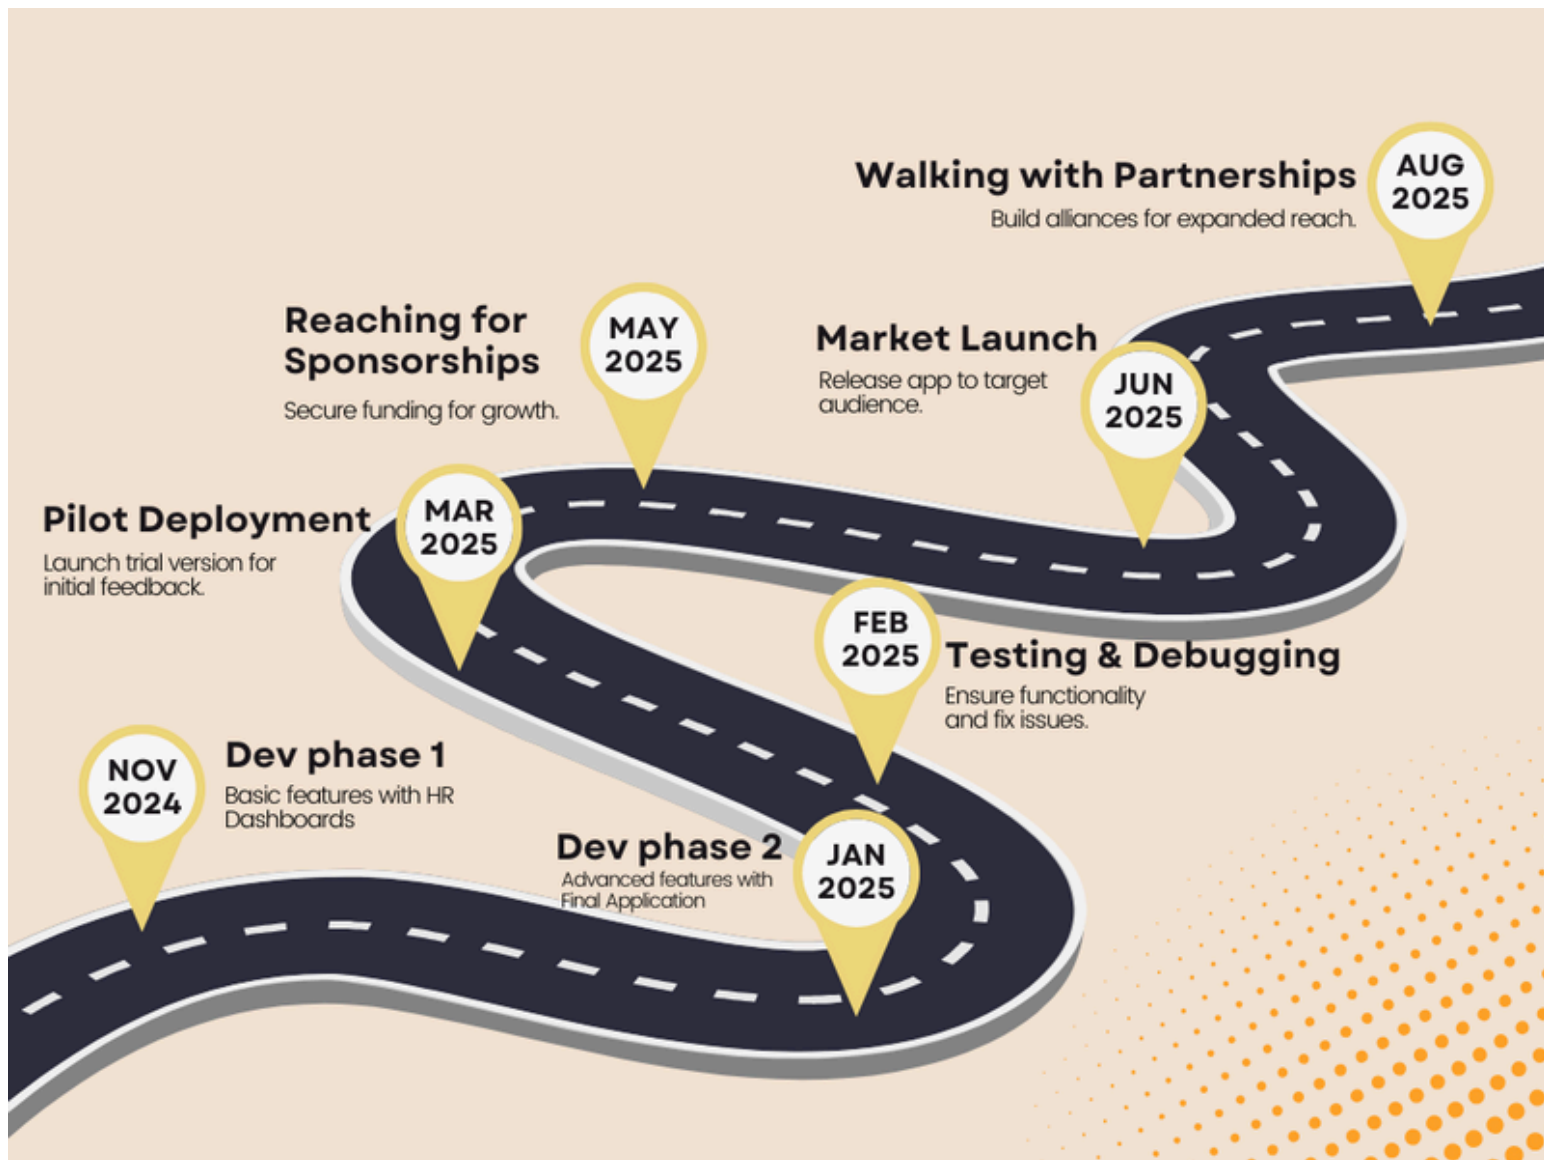 Walking with Partnerships
Build alliances for expanded reach.
AUG
2025
Reaching for
Sponsorships
Secure funding for growth.
MAY
2025
Market Launch
Release app to target
audience.
JUN
2025
Pilot Deployment
Launch trial version for
initial feedback.
MAR
2025
FEB
2025
Testing & Debugging
Ensure functionality
and fix issues.
NOV
2024
Dev phase 1
Basic features with HR
Dashboards
Dev phase 2
Advanced features with
Final Application
JAN
2025